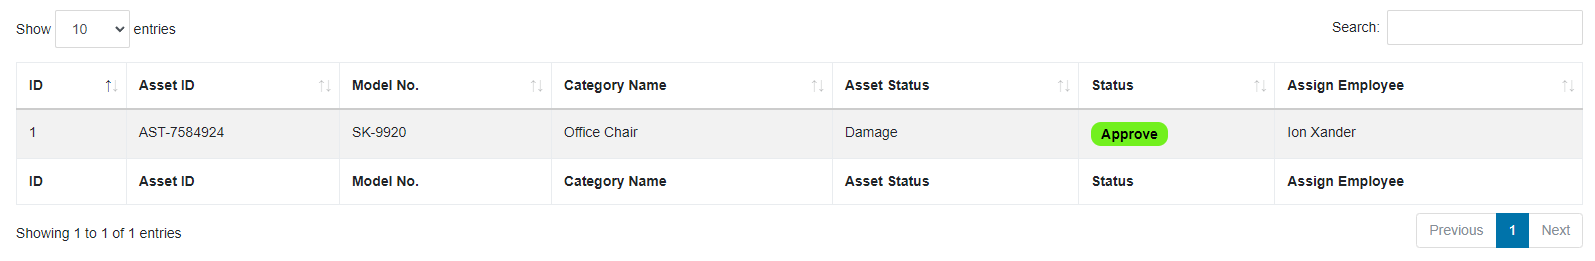 Show 10 entries Search:
ID Asset ID Model No. Category Name Asset Status Status Assign Employee
1 AST-7584924 SK-9920 Office Chair Damage Approve Ion Xander
ID Asset ID Model No. Category Name Asset Status Status Assign Employee
Showing 1 to 1 of 1 entries Previous 1 Next